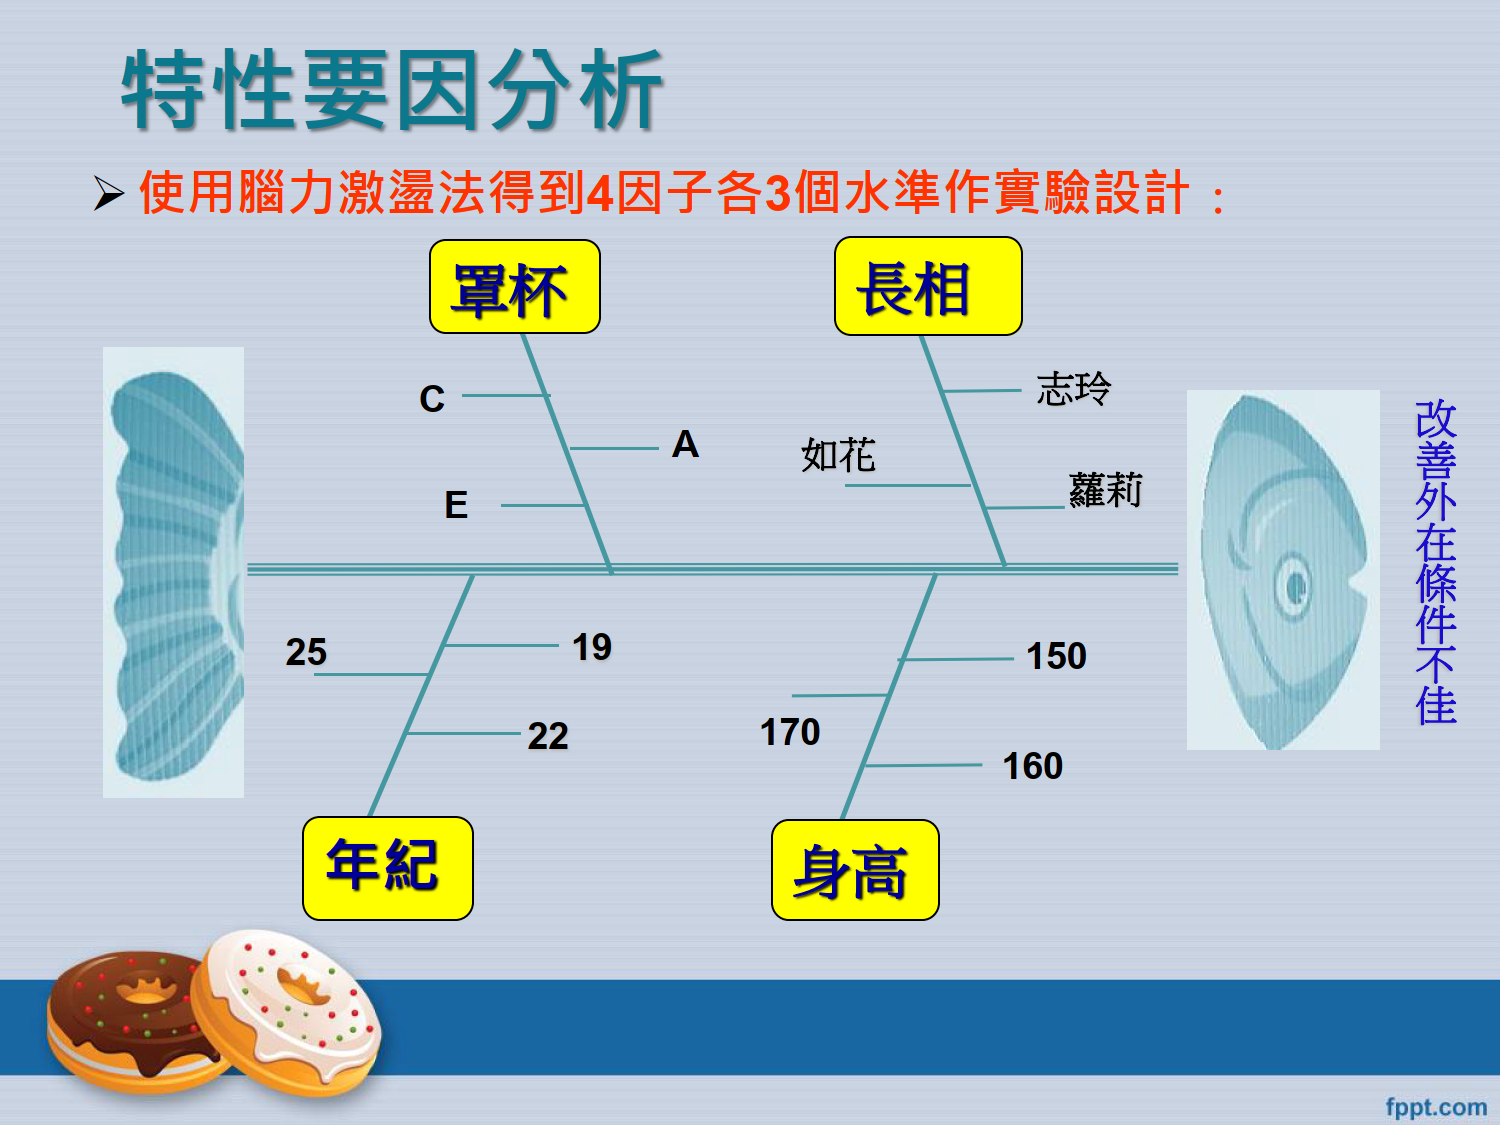 特性要因分析
使用腦力激盪法得到4因子各3個水準作實驗設計：
罩杯
長相
C
A
E
志玲
如花
蘿莉
改善外在條件不佳
25
19
22
150
170
160
年紀
身高
fppt.com